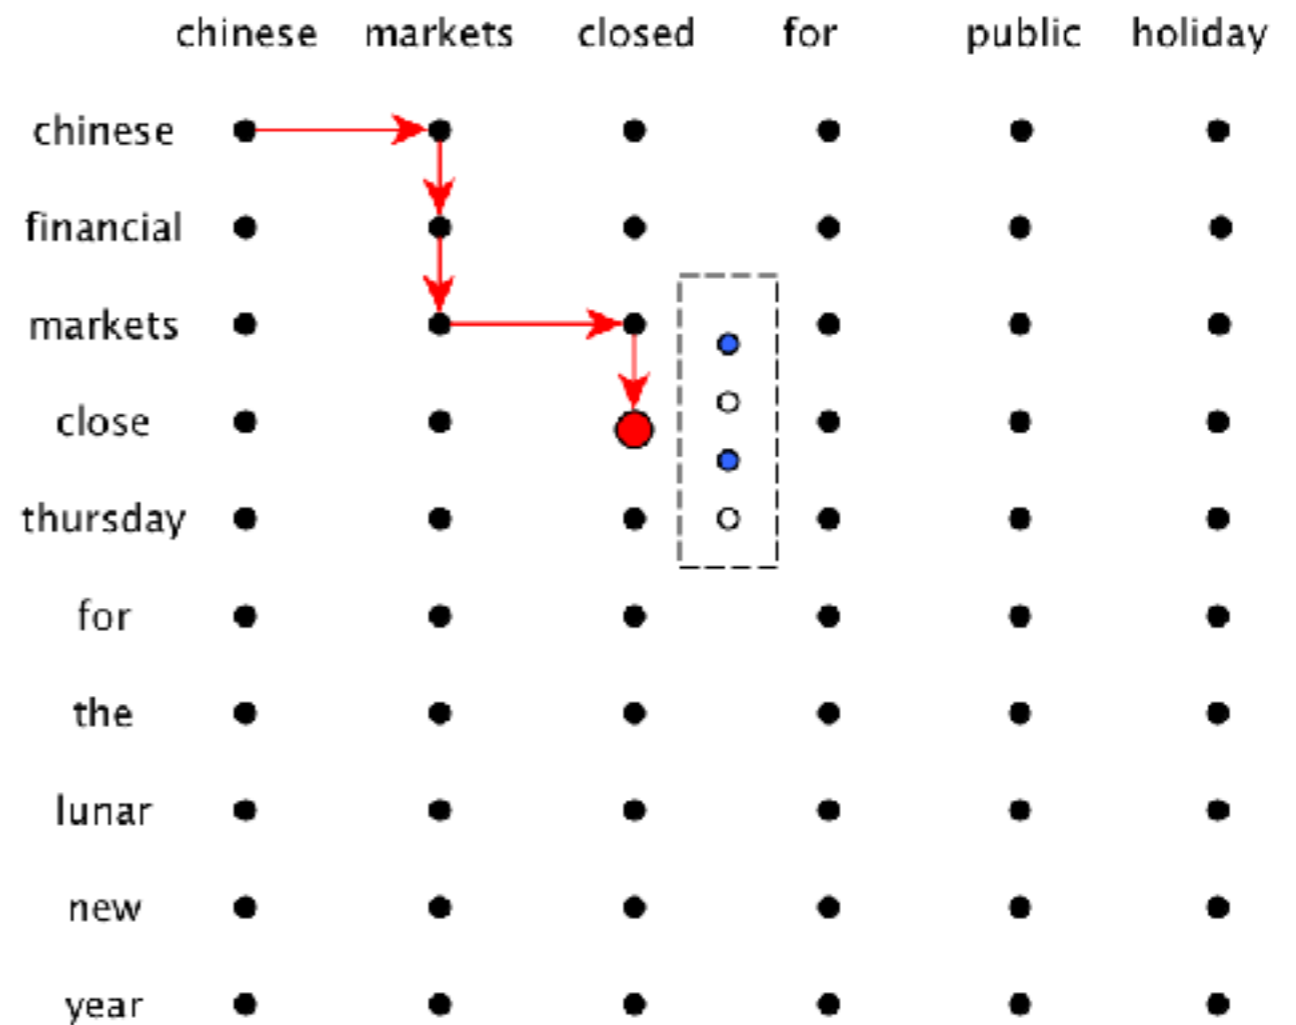 chinese markets closed for public holiday
chinese
financial
markets
close
thursday
for
the
lunar
new
year